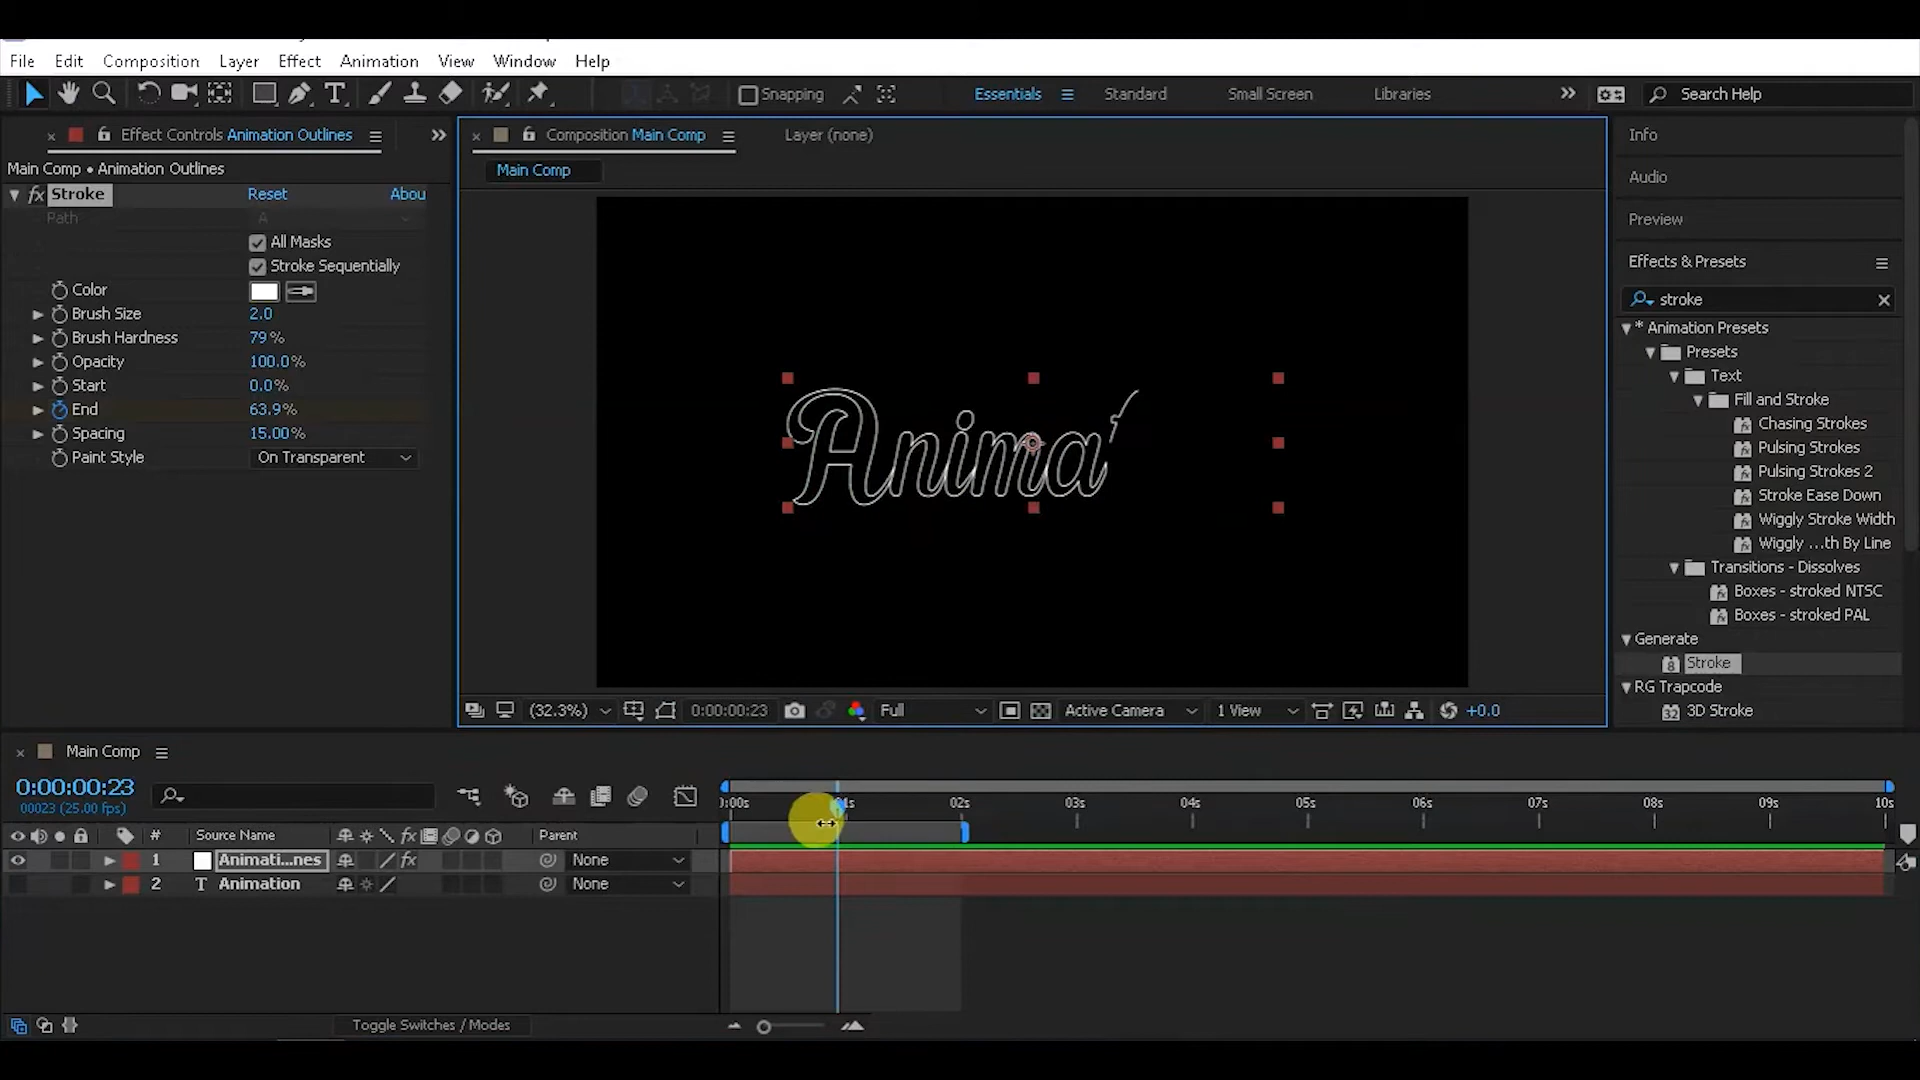 File Edit Composition Layer Effect Animation View Window Help
Snapping Essentials Standard Small Screen Libraries Search Help
Effect Controls Animation Outlines
Main Comp • Animation Outlines
fx Stroke Reset Abou
Path A
All Masks
Stroke Sequentially
Color
Brush Size 2.0
Brush Hardness 79%
Opacity 100.0%
Start 0.0%
End 63.9%
Spacing 15.00%
Paint Style On Transparent
Composition Main Comp Layer (none)
Main Comp
Anima
(32.3%) 0:00:00:23 Full Active Camera 1 View +0.0
Info
Audio
Preview
Effects & Presets
stroke
* Animation Presets
Presets
Text
Fill and Stroke
Chasing Strokes
Pulsing Strokes
Pulsing Strokes 2
Stroke Ease Down
Wiggly Stroke Width
Wiggly ...th By Line
Transitions - Dissolves
Boxes - stroked NTSC
Boxes - stroked PAL
Generate
Stroke
RG Trapcode
3D Stroke
Main Comp
0:00:00:23
00023 (25.00 fps)
02s 03s 04s 05s 06s 07s 08s 09s 10s
# Source Name fx Parent
1 Animati...nes fx None
2 T Animation None
Toggle Switches / Modes